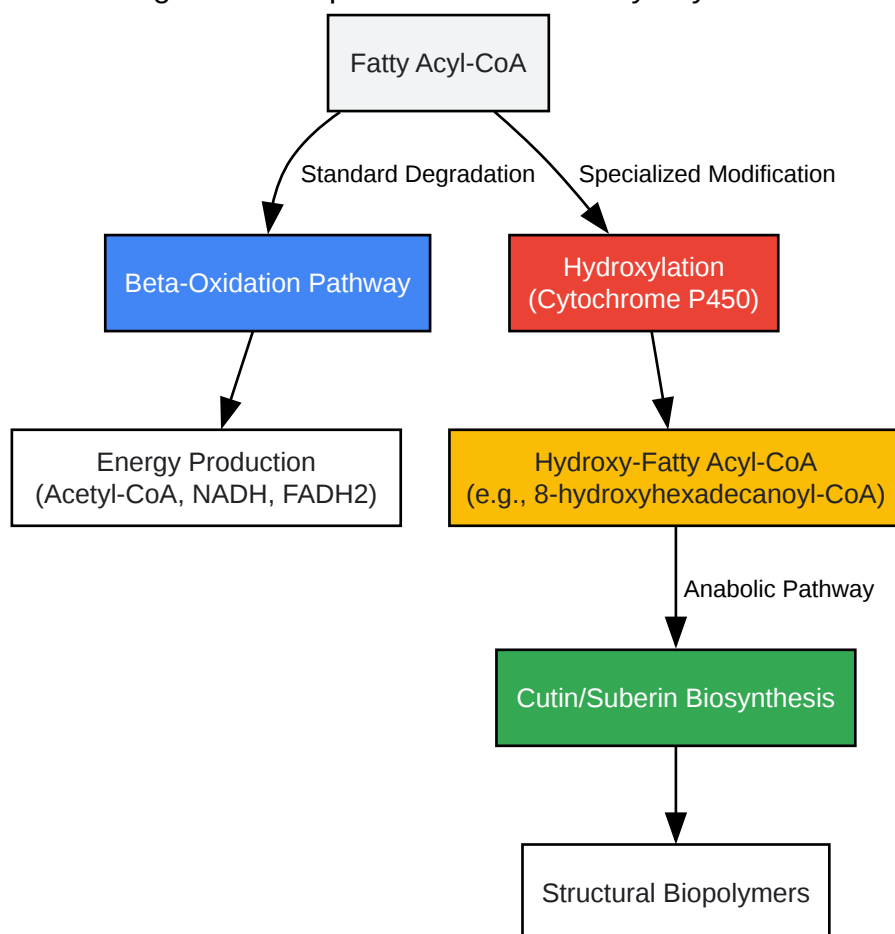 Fatty Acyl-CoA
Standard Degradation
Specialized Modification
Beta-Oxidation Pathway
Hydroxylation
(Cytochrome P450)
Energy Production
(Acetyl-CoA, NADH, FADH2)
Hydroxy-Fatty Acyl-CoA
(e.g., 8-hydroxyhexadecanoyl-CoA)
Anabolic Pathway
Cutin/Suberin Biosynthesis
Structural Biopolymers